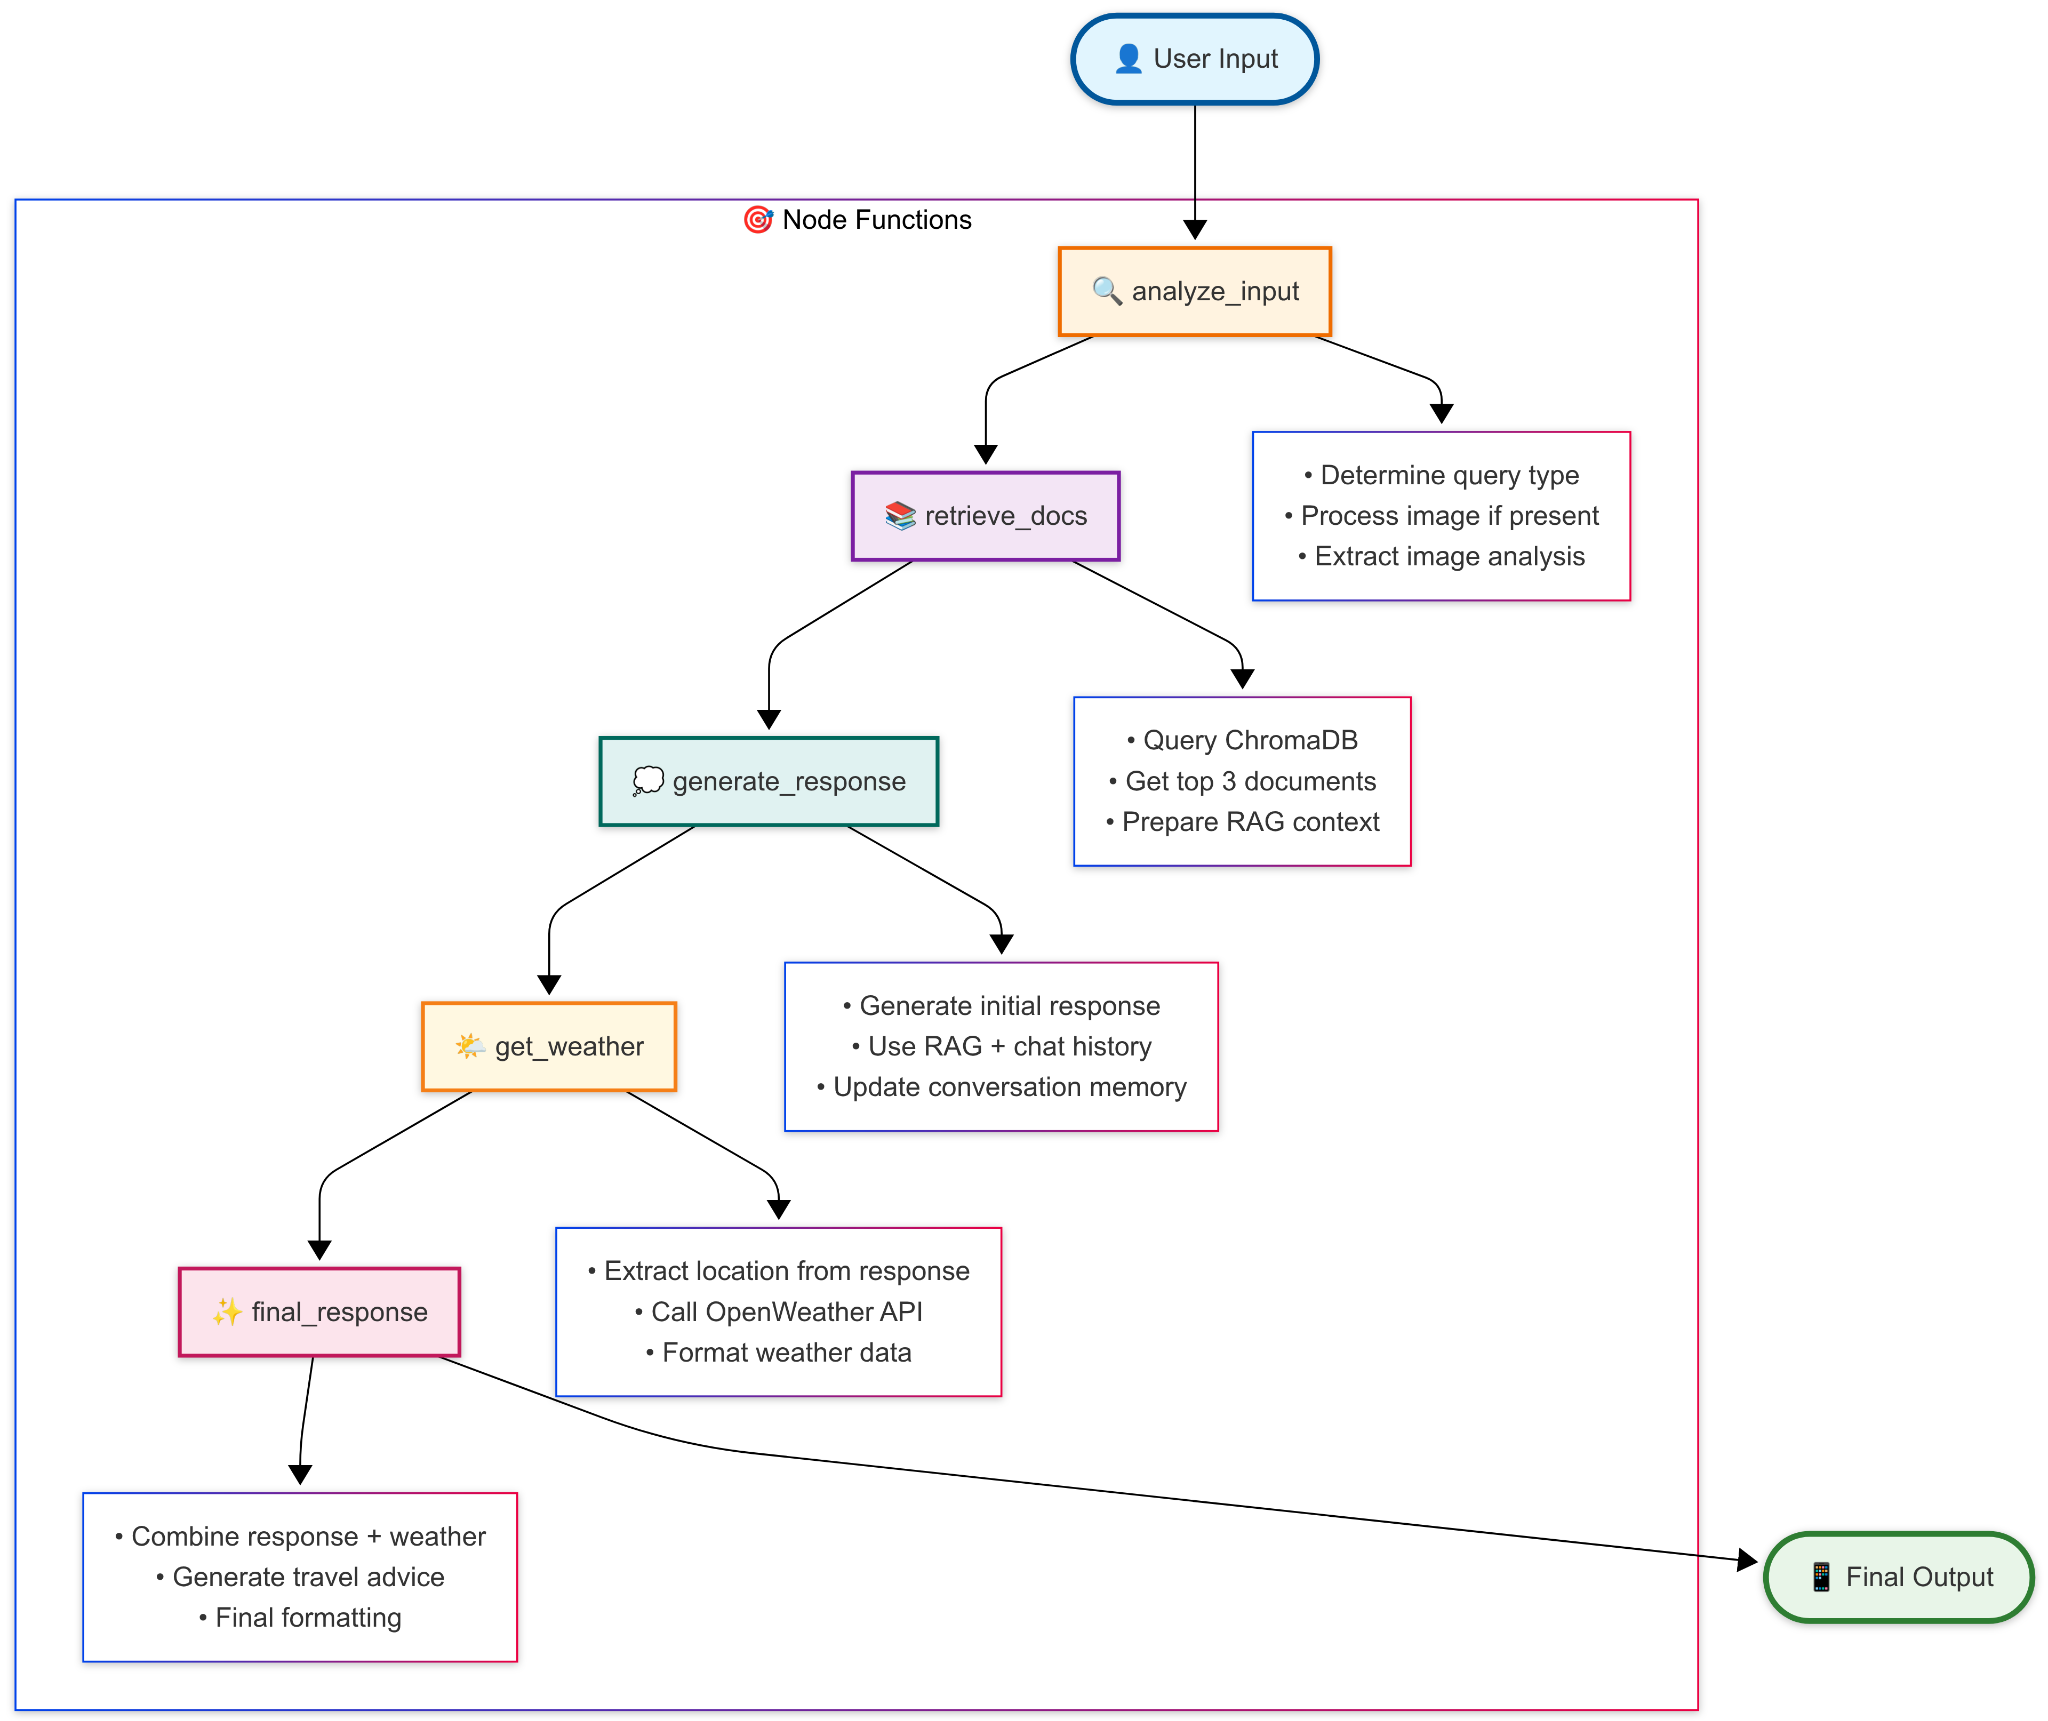 👤 User Input
🎯 Node Functions
🔍 analyze_input
• Determine query type
• Process image if present
• Extract image analysis
📚 retrieve_docs
• Query ChromaDB
• Get top 3 documents
• Prepare RAG context
💭 generate_response
• Generate initial response
• Use RAG + chat history
• Update conversation memory
🌤️ get_weather
• Extract location from response
• Call OpenWeather API
• Format weather data
✨ final_response
• Combine response + weather
• Generate travel advice
• Final formatting
📱 Final Output